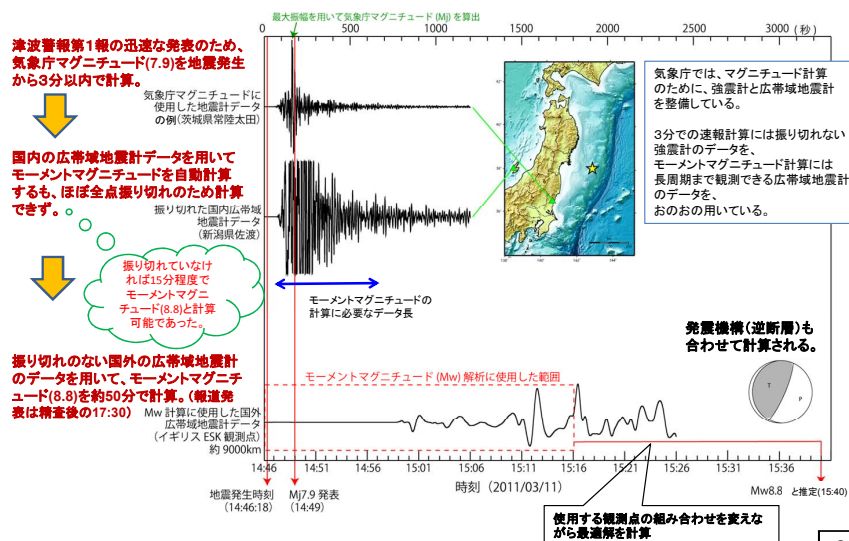 最大振幅を用いて気象庁マグニチュード(Mj)を算出
0 500 1000 1500 2000 2500 3000 (秒)
津波警報第1報の迅速な発表のため、
気象庁マグニチュード(7.9)を地震発生
から3分以内で計算。
気象庁マグニチュードに
使用した地震計データ
の例(茨城県常陸太田)
国内の広帯域地震計データを用いて
モーメントマグニチュードを自動計算
するも、ほぼ全点振り切れのため計算
できず。
振り切れた国内広帯域
地震計データ
(新潟県佐渡)
振り切れていなけ
れば15分程度で
モーメントマグニ
チュード(8.8)と計算
可能であった。
モーメントマグニチュードの
計算に必要なデータ長
気象庁では、マグニチュード計算
のために、強震計と広帯域地震計
を整備している。
3分での速報計算には振り切れない
強震計のデータを、
モーメントマグニチュード計算には
長周期まで観測できる広帯域地震計
のデータを、
おのおの用いている。
発震機構(逆断層)も
合わせて計算される。
T
P
振り切れのない国外の広帯域地震計
のデータを用いて、モーメントマグニチ
ュード(8.8)を約50分で計算。(報道発
表は精査後の17:30)
モーメントマグニチュード (Mw) 解析に使用した範囲
Mw 計算に使用した国外
広帯域地震計データ
(イギリス ESK 観測点)
約 9000km
14:46 14:51 14:56 15:01 15:06 15:11 15:16 15:21 15:26 15:31 15:36
地震発生時刻
(14:46:18)
Mj7.9 発表
(14:49)
時刻 (2011/03/11)
Mw8.8 と推定(15:40)
使用する観測点の組み合わせを変えな
がら最適解を計算